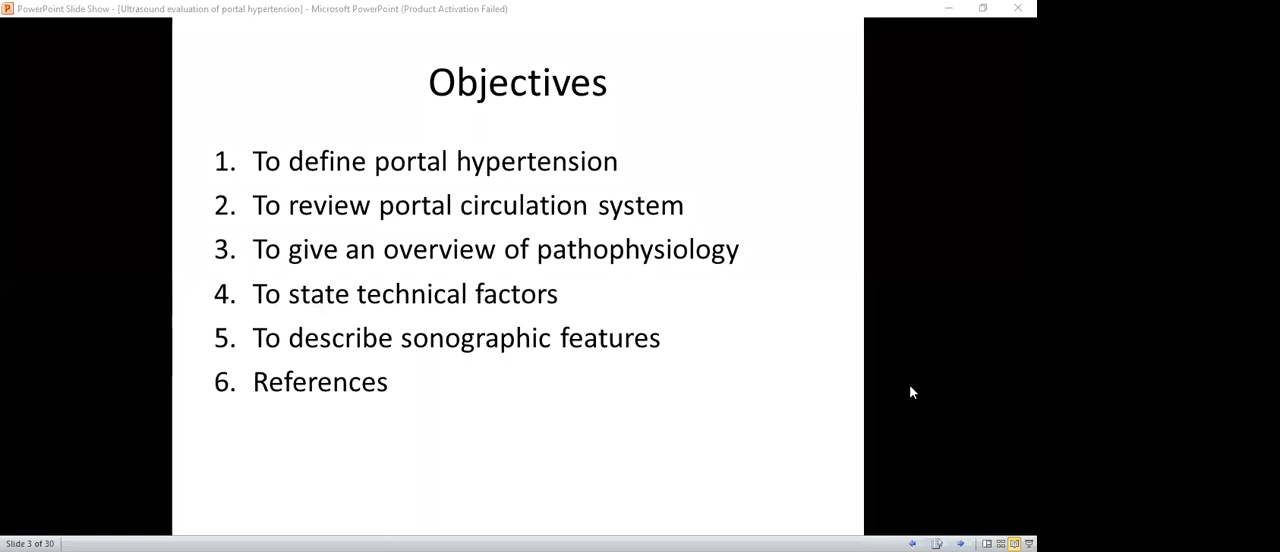 PowerPoint Slide Show - [Ultrasound evaluation of portal hypertension] - Microsoft PowerPoint (Product Activation Failed)
Objectives
1. To define portal hypertension
2. To review portal circulation system
3. To give an overview of pathophysiology
4. To state technical factors
5. To describe sonographic features
6. References
Slide 3 of 30